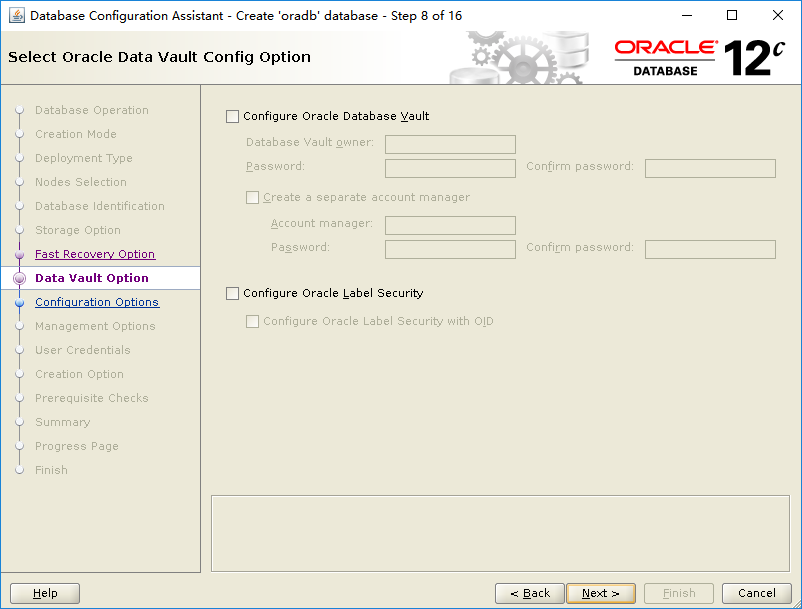 Database Configuration Assistant - Create 'oradb' database - Step 8 of 16
Select Oracle Data Vault Config Option
ORACLE®
DATABASE
12c
Database Operation
Creation Mode
Deployment Type
Nodes Selection
Database Identification
Storage Option
Fast Recovery Option
Data Vault Option
Configuration Options
Management Options
User Credentials
Creation Option
Prerequisite Checks
Summary
Progress Page
Finish
Configure Oracle Database Vault
Database Vault owner:
Password: Confirm password:
Create a separate account manager
Account manager:
Password: Confirm password:
Configure Oracle Label Security
Configure Oracle Label Security with OID
Help < Back Next > Finish Cancel